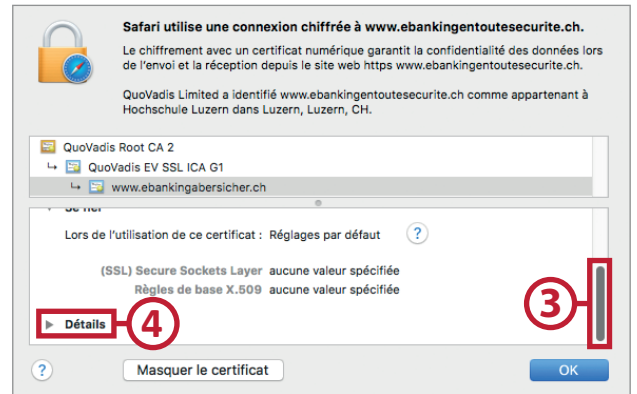 Safari utilise une connexion chiffrée à www.ebankingentoutesecurite.ch.
Le chiffrement avec un certificat numérique garantit la confidentialité des données lors
de l'envoi et la réception depuis le site web https www.ebankingentoutesecurite.ch.
QuoVadis Limited a identifié www.ebankingentoutesecurite.ch comme appartenant à
Hochschule Luzern dans Luzern, Luzern, CH.
QuoVadis Root CA 2
QuoVadis EV SSL ICA G1
www.ebankingabersicher.ch
Se fier
Lors de l'utilisation de ce certificat : Réglages par défaut ?
(SSL) Secure Sockets Layer aucune valeur spécifiée
Règles de base X.509 aucune valeur spécifiée
3
Détails 4
? Masquer le certificat OK